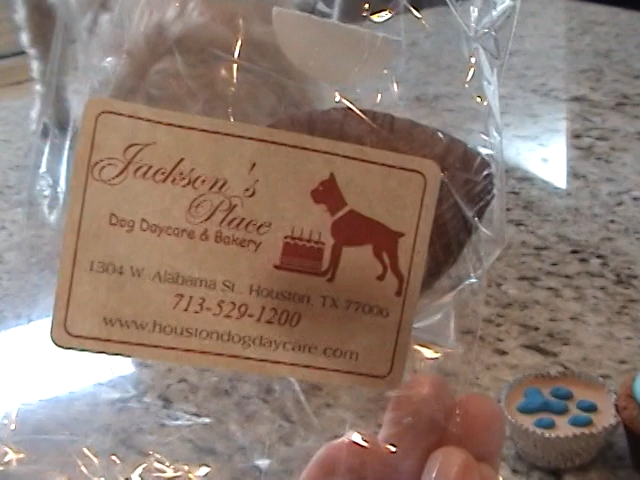 Jackson's
Place
Dog Daycare & Bakery
1304 W. Alabama St. Houston, TX 77006
713-529-1200
www.houstondogdaycare.com